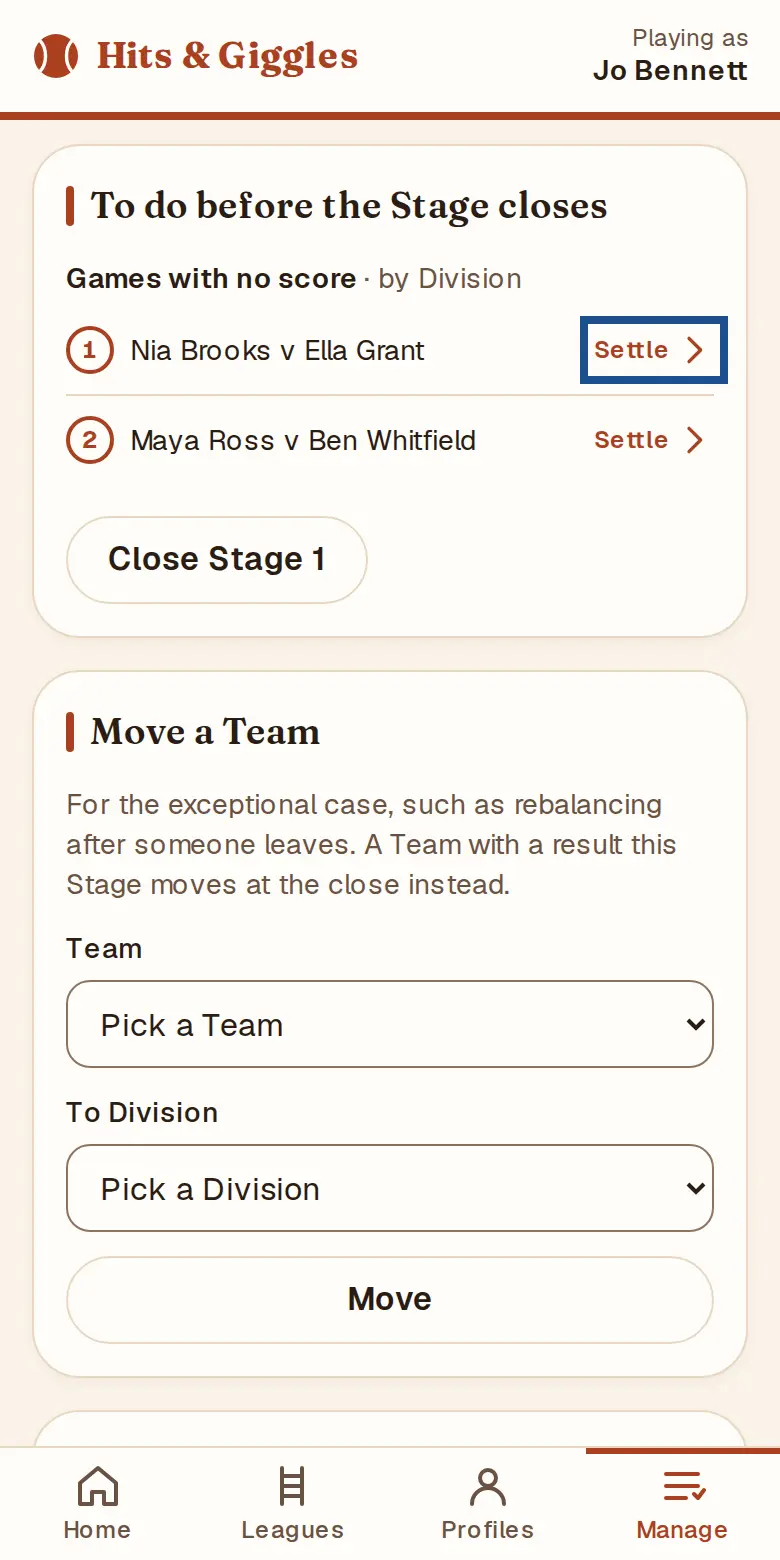 Hits & Giggles
Playing as
Jo Bennett
To do before the Stage closes
Games with no score · by Division
1 Nia Brooks v Ella Grant Settle
2 Maya Ross v Ben Whitfield Settle
Close Stage 1
Move a Team
For the exceptional case, such as rebalancing
after someone leaves. A Team with a result this
Stage moves at the close instead.
Team
Pick a Team
To Division
Pick a Division
Move
Home Leagues Profiles Manage